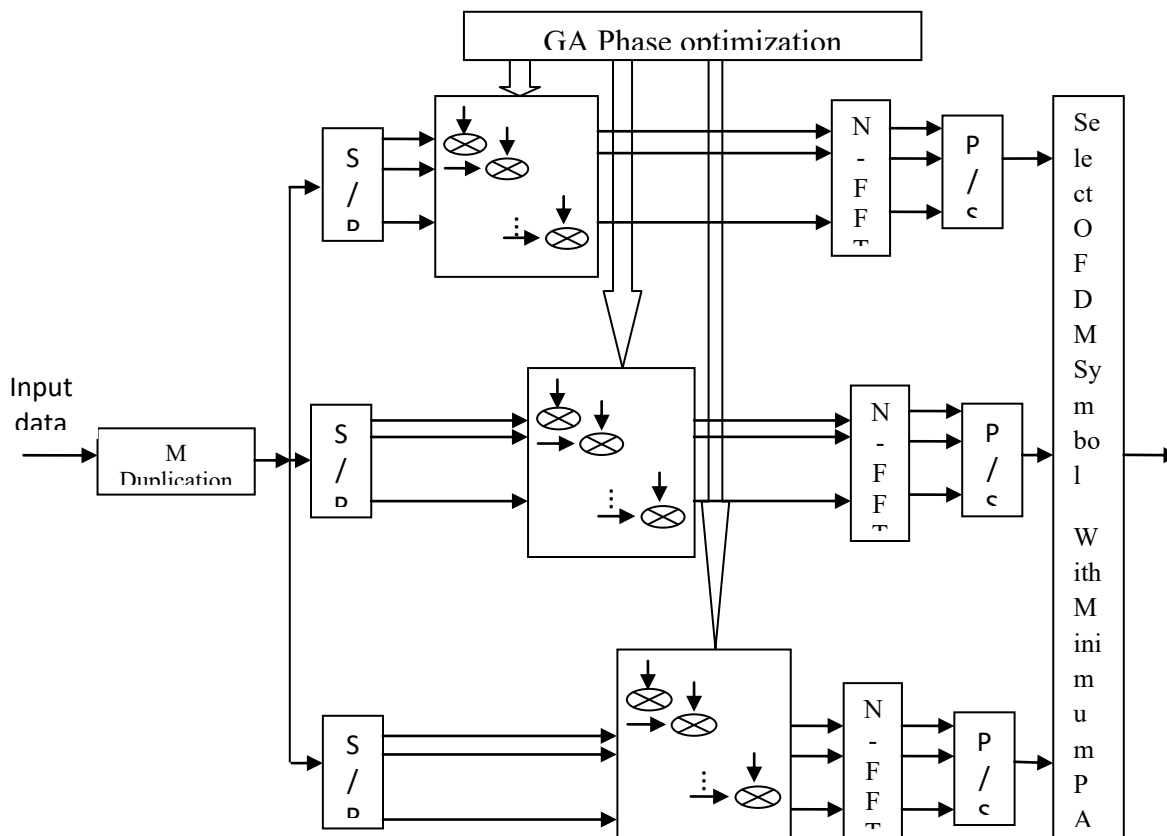 GA Phase optimization
S
/
P
N
-
F
F
T
P
/
S
Input
data
M
Duplication
S
/
P
N
-
F
F
T
P
/
S
S
/
P
N
-
F
F
T
P
/
S
Se
le
ct O
F
D
M
Sy
m
bo
l
W
ith M
ini
m
u
m
P
A